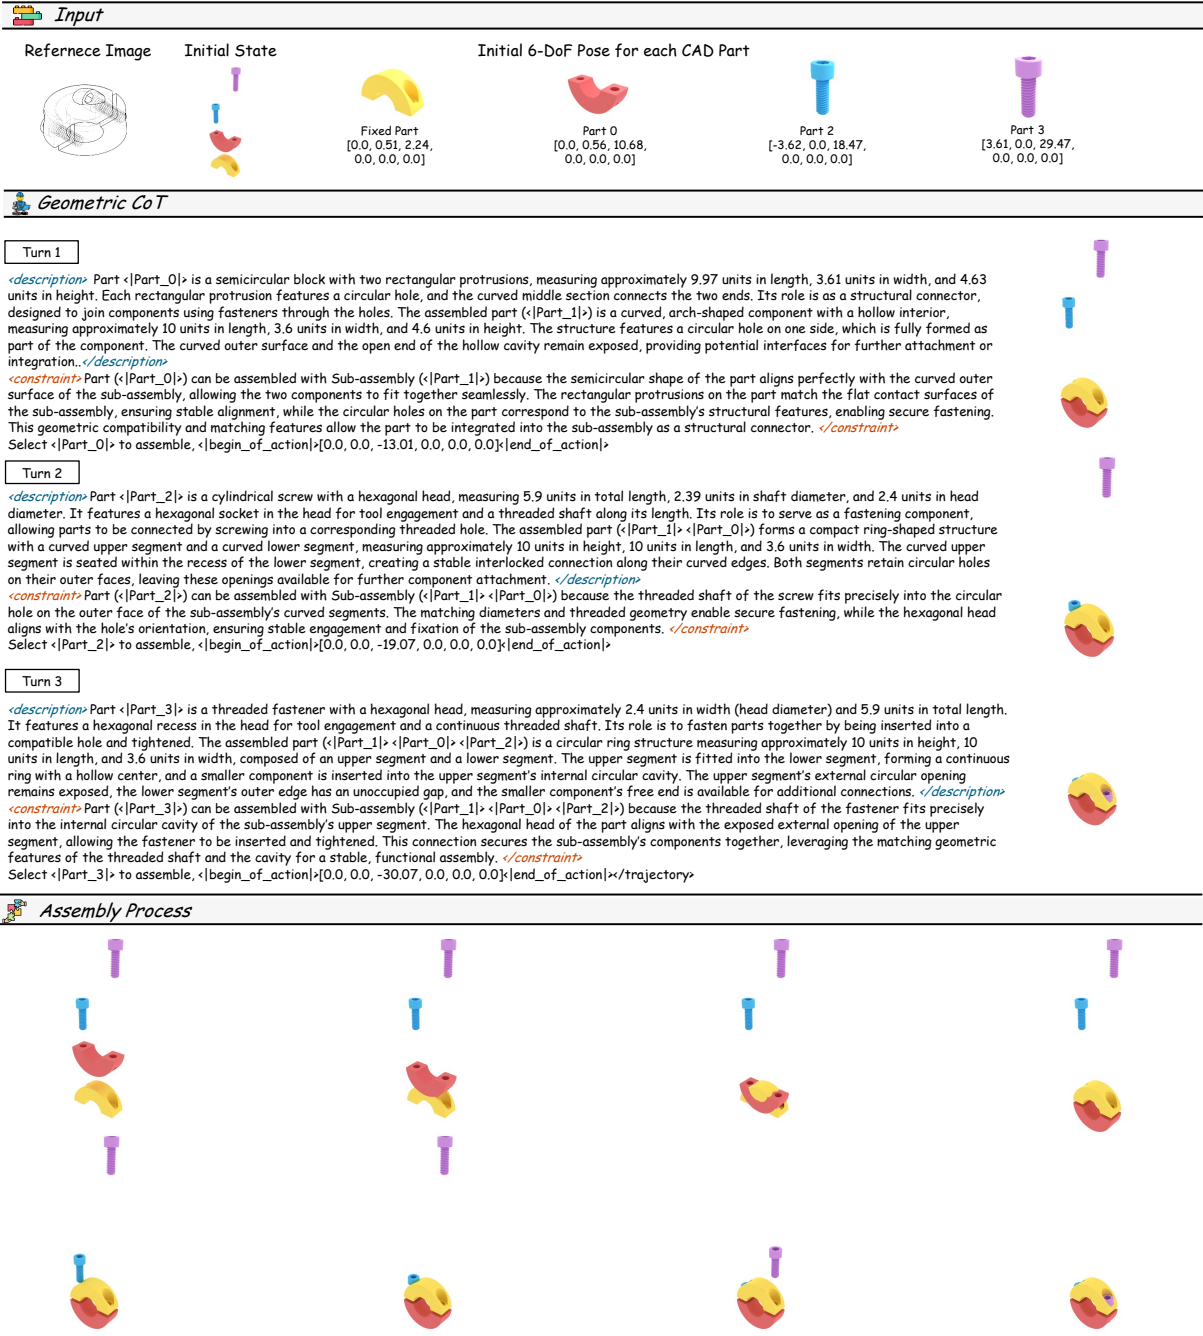 Input
Refernece Image
Initial State
Initial 6-DoF Pose for each CAD Part
Fixed Part
[0.0, 0.51, 2.24,
0.0, 0.0, 0.0]
Part 0
[0.0, 0.56, 10.68,
0.0, 0.0, 0.0]
Part 2
[-3.62, 0.0, 18.47,
0.0, 0.0, 0.0]
Part 3
[3.61, 0.0, 29.47,
0.0, 0.0, 0.0]
Geometric CoT
Turn 1
<description> Part <|Part_0|> is a semicircular block with two rectangular protrusions, measuring approximately 9.97 units in length, 3.61 units in width, and 4.63
units in height. Each rectangular protrusion features a circular hole, and the curved middle section connects the two ends. Its role is as a structural connector,
designed to join components using fasteners through the holes. The assembled part (<|Part_1|>) is a curved, arch-shaped component with a hollow interior,
measuring approximately 10 units in length, 3.6 units in width, and 4.6 units in height. The structure features a circular hole on one side, which is fully formed as
part of the component. The curved outer surface and the open end of the hollow cavity remain exposed, providing potential interfaces for further attachment or
integration..</description>
<constraint> Part (<|Part_0|>) can be assembled with Sub-assembly (<|Part_1|>) because the semicircular shape of the part aligns perfectly with the curved outer
surface of the sub-assembly, allowing the two components to fit together seamlessly. The rectangular protrusions on the part match the flat contact surfaces of
the sub-assembly, ensuring stable alignment, while the circular holes on the part correspond to the sub-assembly's structural features, enabling secure fastening.
This geometric compatibility and matching features allow the part to be integrated into the sub-assembly as a structural connector. </constraint>
Select <|Part_0|> to assemble, <|begin_of_action|>[0.0, 0.0, -13.01, 0.0, 0.0, 0.0]<|end_of_action|>
Turn 2
<description> Part <|Part_2|> is a cylindrical screw with a hexagonal head, measuring 5.9 units in total length, 2.39 units in shaft diameter, and 2.4 units in head
diameter. It features a hexagonal socket in the head for tool engagement and a threaded shaft along its length. Its role is to serve as a fastening component,
allowing parts to be connected by screwing into a corresponding threaded hole. The assembled part (<|Part_1|> <|Part_0|>) forms a compact ring-shaped structure
with a curved upper segment and a curved lower segment, measuring approximately 10 units in height, 10 units in length, and 3.6 units in width. The curved upper
segment is seated within the recess of the lower segment, creating a stable interlocked connection along their curved edges. Both segments retain circular holes
on their outer faces, leaving these openings available for further component attachment. </description>
<constraint> Part (<|Part_2|>) can be assembled with Sub-assembly (<|Part_1|> <|Part_0|>) because the threaded shaft of the screw fits precisely into the circular
hole on the outer face of the sub-assembly's curved segments. The matching diameters and threaded geometry enable secure fastening, while the hexagonal head
aligns with the hole's orientation, ensuring stable engagement and fixation of the sub-assembly components. </constraint>
Select <|Part_2|> to assemble, <|begin_of_action|>[0.0, 0.0, -19.07, 0.0, 0.0, 0.0]<|end_of_action|>
Turn 3
<description> Part <|Part_3|> is a threaded fastener with a hexagonal head, measuring approximately 2.4 units in width (head diameter) and 5.9 units in total length.
It features a hexagonal recess in the head for tool engagement and a continuous threaded shaft. Its role is to fasten parts together by being inserted into a
compatible hole and tightened. The assembled part (<|Part_1|> <|Part_0|> <|Part_2|>) is a circular ring structure measuring approximately 10 units in height, 10
units in length, and 3.6 units in width, composed of an upper segment and a lower segment. The upper segment is fitted into the lower segment, forming a continuous
ring with a hollow center, and a smaller component is inserted into the upper segment's internal circular cavity. The upper segment's external circular opening
remains exposed, the lower segment's outer edge has an unoccupied gap, and the smaller component's free end is available for additional connections. </description>
<constraint> Part (<|Part_3|>) can be assembled with Sub-assembly (<|Part_1|> <|Part_0|> <|Part_2|>) because the threaded shaft of the fastener fits precisely
into the internal circular cavity of the sub-assembly's upper segment. The hexagonal head of the part aligns with the exposed external opening of the upper
segment, allowing the fastener to be inserted and tightened. This connection secures the sub-assembly's components together, leveraging the matching geometric
features of the threaded shaft and the cavity for a stable, functional assembly. </constraint>
Select <|Part_3|> to assemble, <|begin_of_action|>[0.0, 0.0, -30.07, 0.0, 0.0, 0.0]<|end_of_action|></trajectory>
Assembly Process